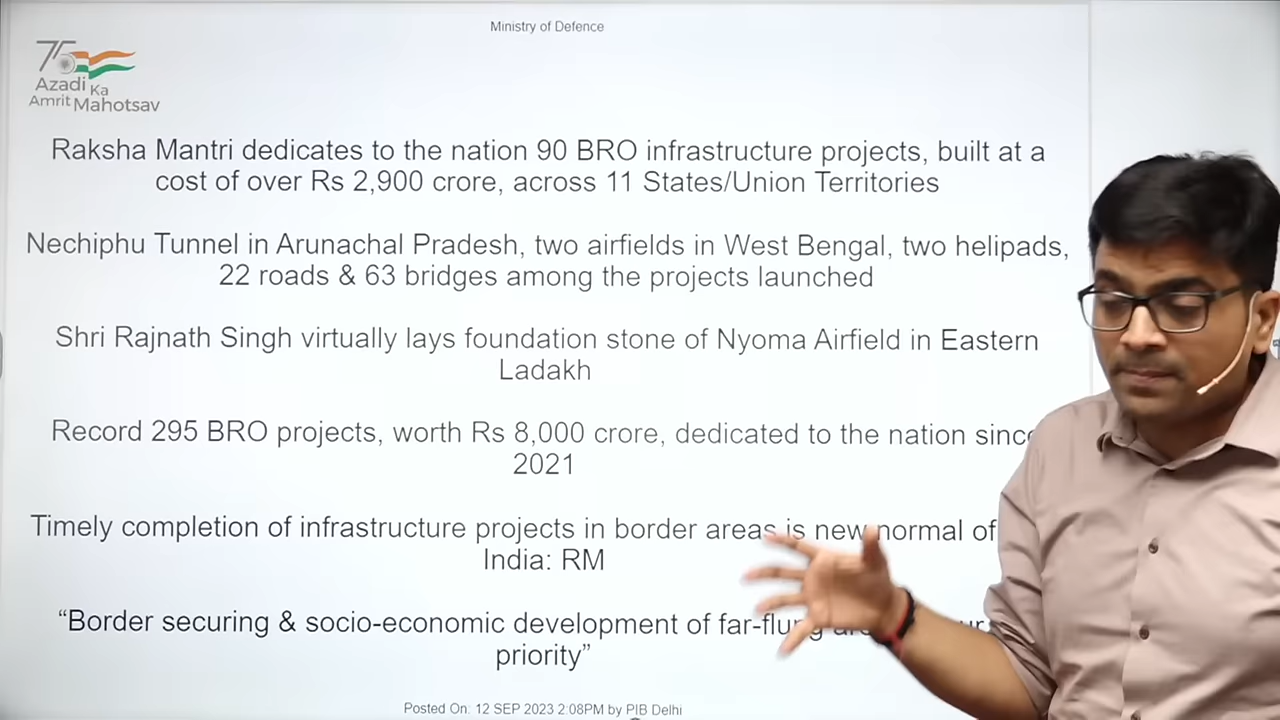 Ministry of Defence
75
Azadi Ka
Amrit Mahotsav
Raksha Mantri dedicates to the nation 90 BRO infrastructure projects, built at a
cost of over Rs 2,900 crore, across 11 States/Union Territories
Nechiphu Tunnel in Arunachal Pradesh, two airfields in West Bengal, two helipads,
22 roads & 63 bridges among the projects launched
Shri Rajnath Singh virtually lays foundation stone of Nyoma Airfield in Eastern
Ladakh
Record 295 BRO projects, worth Rs 8,000 crore, dedicated to the nation
2021
Timely completion of infrastructure projects in border areas is new normal of
India: RM
“Border securing & socio-economic development of far-flung
priority”
Posted On: 12 SEP 2023 2:08PM by PIB Delhi